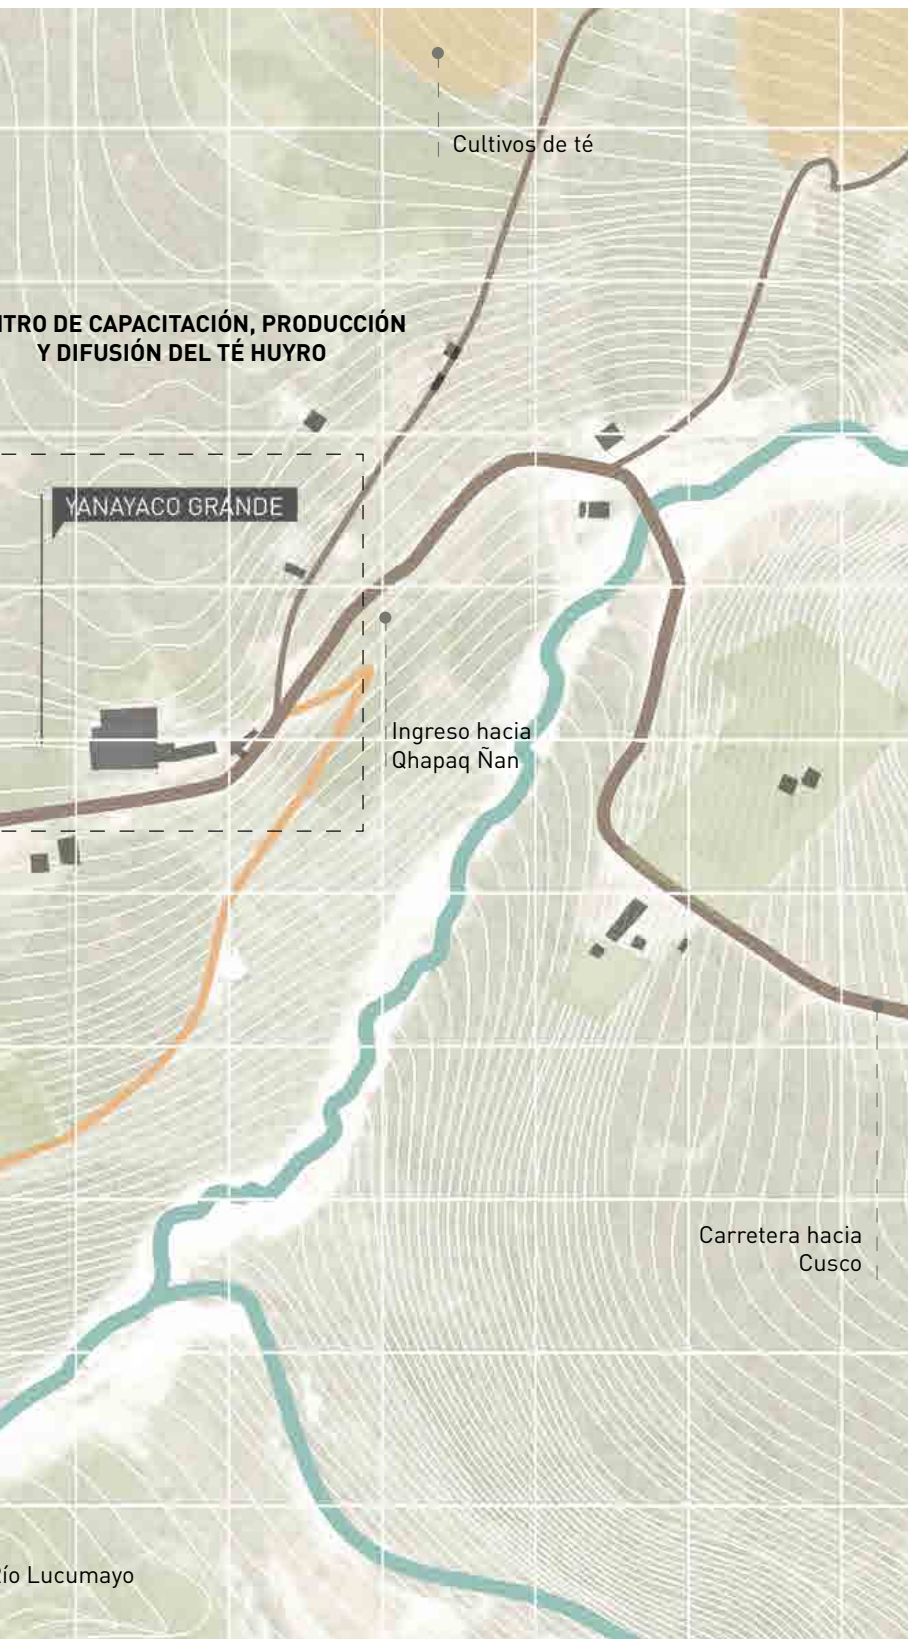 Cultivos de té
NTRO DE CAPACITACIÓN, PRODUCCIÓN
Y DIFUSIÓN DEL TÉ HUYRO
YANAYACO GRANDE
Ingreso hacia
Qhapaq Ñan
Carretera hacia
Cusco
ío Lucumayo